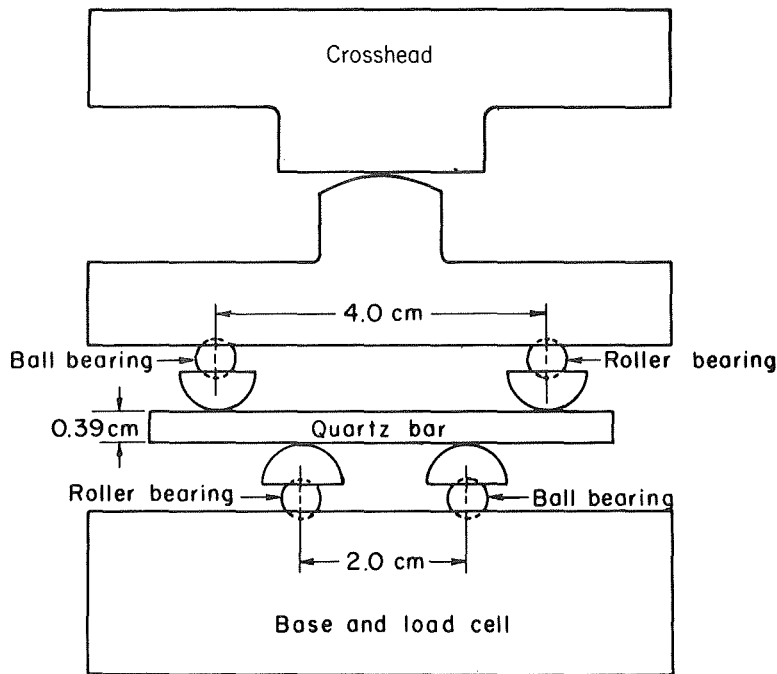 Crosshead
4.0 cm
Ball bearing
Roller bearing
0.39cm
Quartz bar
Roller bearing
Ball bearing
2.0 cm
Base and load cell